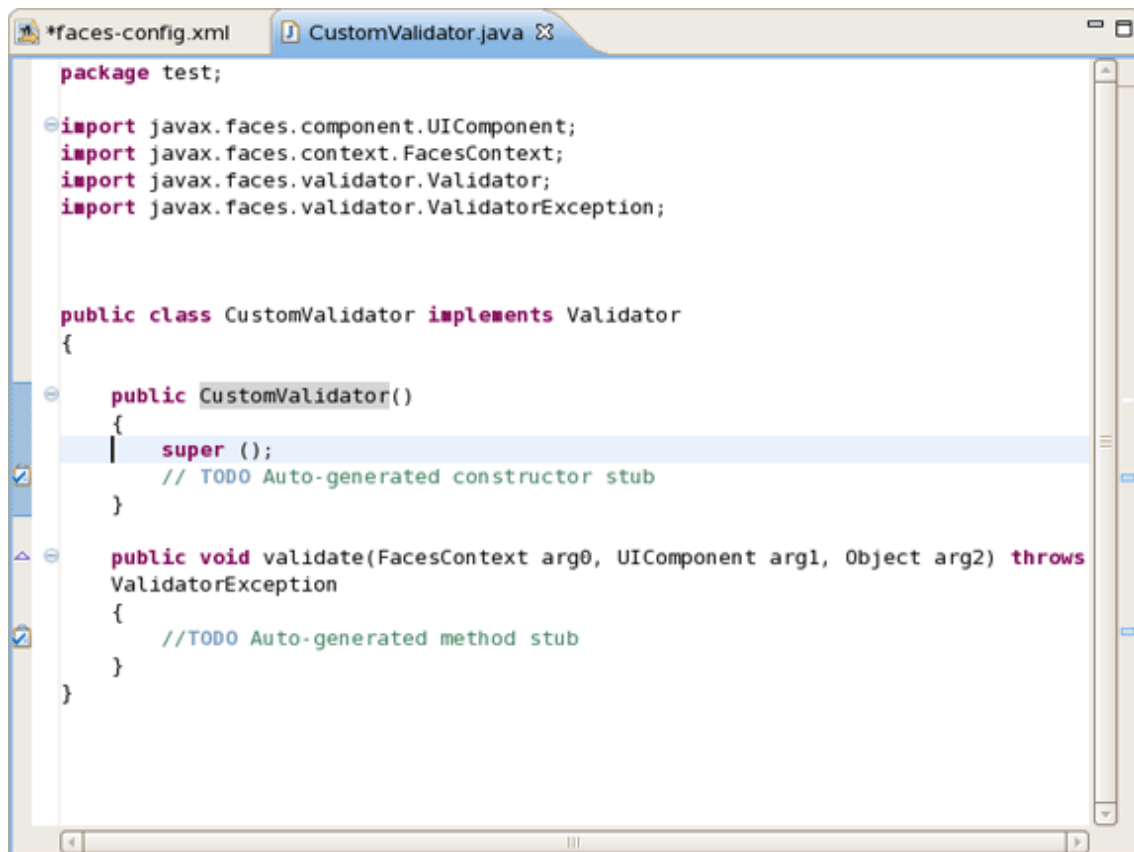 *faces-config.xml CustomValidator.java
package test;
import javax.faces.component.UIComponent;
import javax.faces.context.FacesContext;
import javax.faces.validator.Validator;
import javax.faces.validator.ValidatorException;
public class CustomValidator implements Validator
{
public CustomValidator()
{
super ();
// TODO Auto-generated constructor stub
}
public void validate(FacesContext arg0, UIComponent arg1, Object arg2) throws
ValidatorException
{
//TODO Auto-generated method stub
}
}